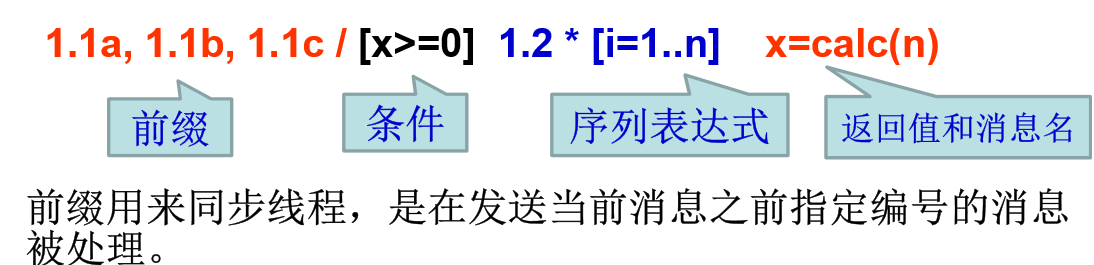 1.1a, 1.1b, 1.1c / [x>=0] 1.2 * [i=1..n] x=calc(n)
前缀 条件 序列表达式 返回值和消息名
前缀用来同步线程，是在发送当前消息之前指定编号的消息
被处理。